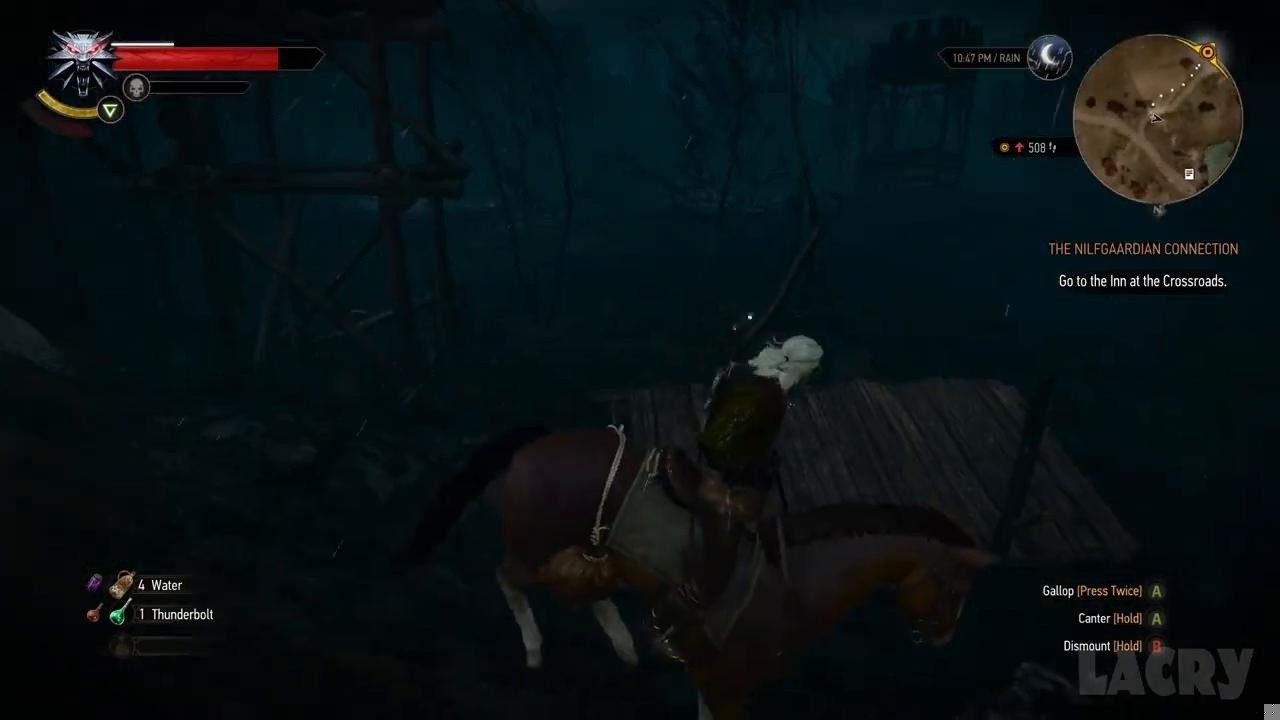 10:47 PM / RAIN
508
N
THE NILFGAARDIAN CONNECTION
Go to the Inn at the Crossroads.
4 Water
1 Thunderbolt
Gallop [Press Twice] A
Canter [Hold] A
Dismount [Hold] B
LACRY